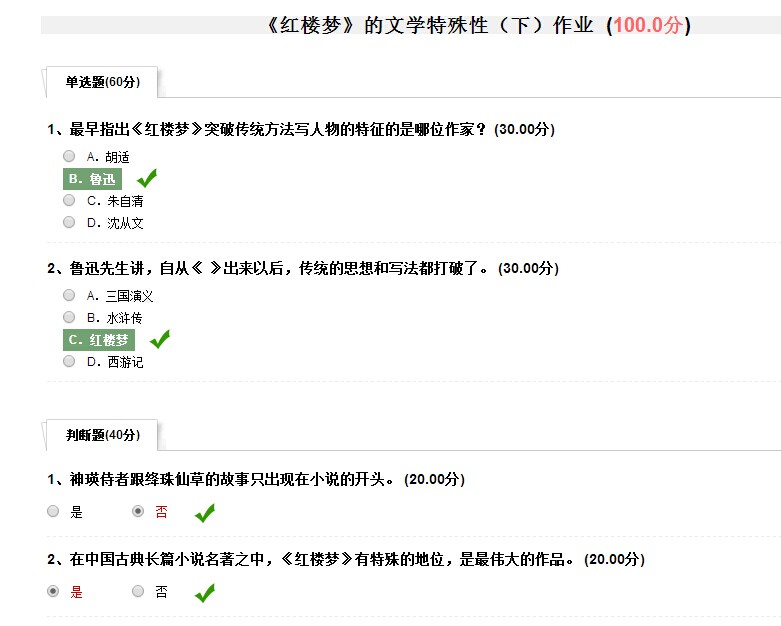 《红楼梦》的文学特殊性（下）作业 (100.0分)
单选题(60分)
1、最早指出《红楼梦》突破传统方法写人物的特征的是哪位作家？ (30.00分)
A. 胡适
B. 鲁迅
C. 朱自清
D. 沈从文
2、鲁迅先生讲，自从《 》出来以后，传统的思想和写法都打破了。 (30.00分)
A. 三国演义
B. 水浒传
C. 红楼梦
D. 西游记
判断题(40分)
1、神瑛侍者跟绛珠仙草的故事只出现在小说的开头。 (20.00分)
是 否
2、在中国古典长篇小说名著之中，《红楼梦》有特殊的地位，是最伟大的作品。 (20.00分)
是 否